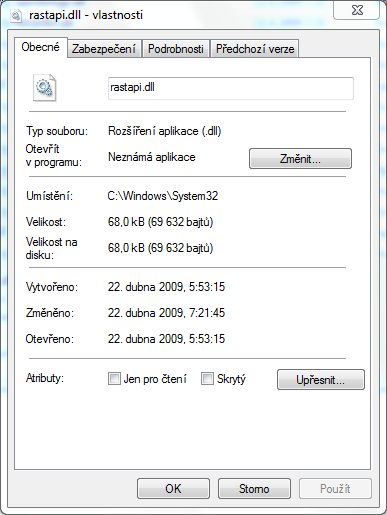 rastapi.dll - vlastnosti
Obecné Zabezpečení Podrobnosti Předchozí verze
rastapi.dll
Typ souboru: Rozšíření aplikace (.dll)
Otevřít
v programu: Neznámá aplikace Změnit...
Umístění: C:\Windows\System32
Velikost: 68,0 kB (69 632 bajtů)
Velikost na
disku: 68,0 kB (69 632 bajtů)
Vytvořeno: 22. dubna 2009, 5:53:15
Změněno: 22. dubna 2009, 7:21:45
Otevřeno: 22. dubna 2009, 5:53:15
Atributy: Jen pro čtení Skrytý Upřesnit...
OK Storno Použít